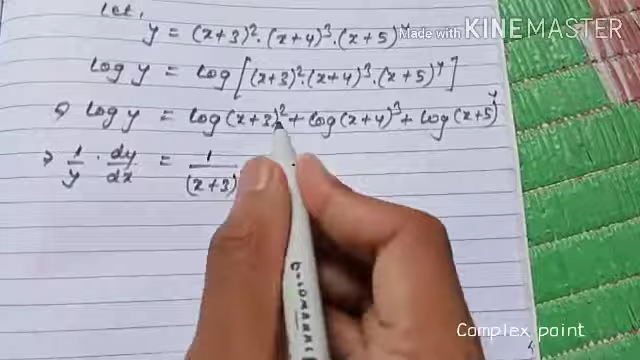 Let,
y = (x+3)². (x+4)³. (x+5)⁴
log y = log [(x+3)². (x+4)³. (x+5)⁴]
⇒ log y = log (x+3)² + log (x+4)³ + log (x+5)⁴
⇒ 1/y . dy/dx = 1/(x+3)
Made with KINEMASTER
Complex point